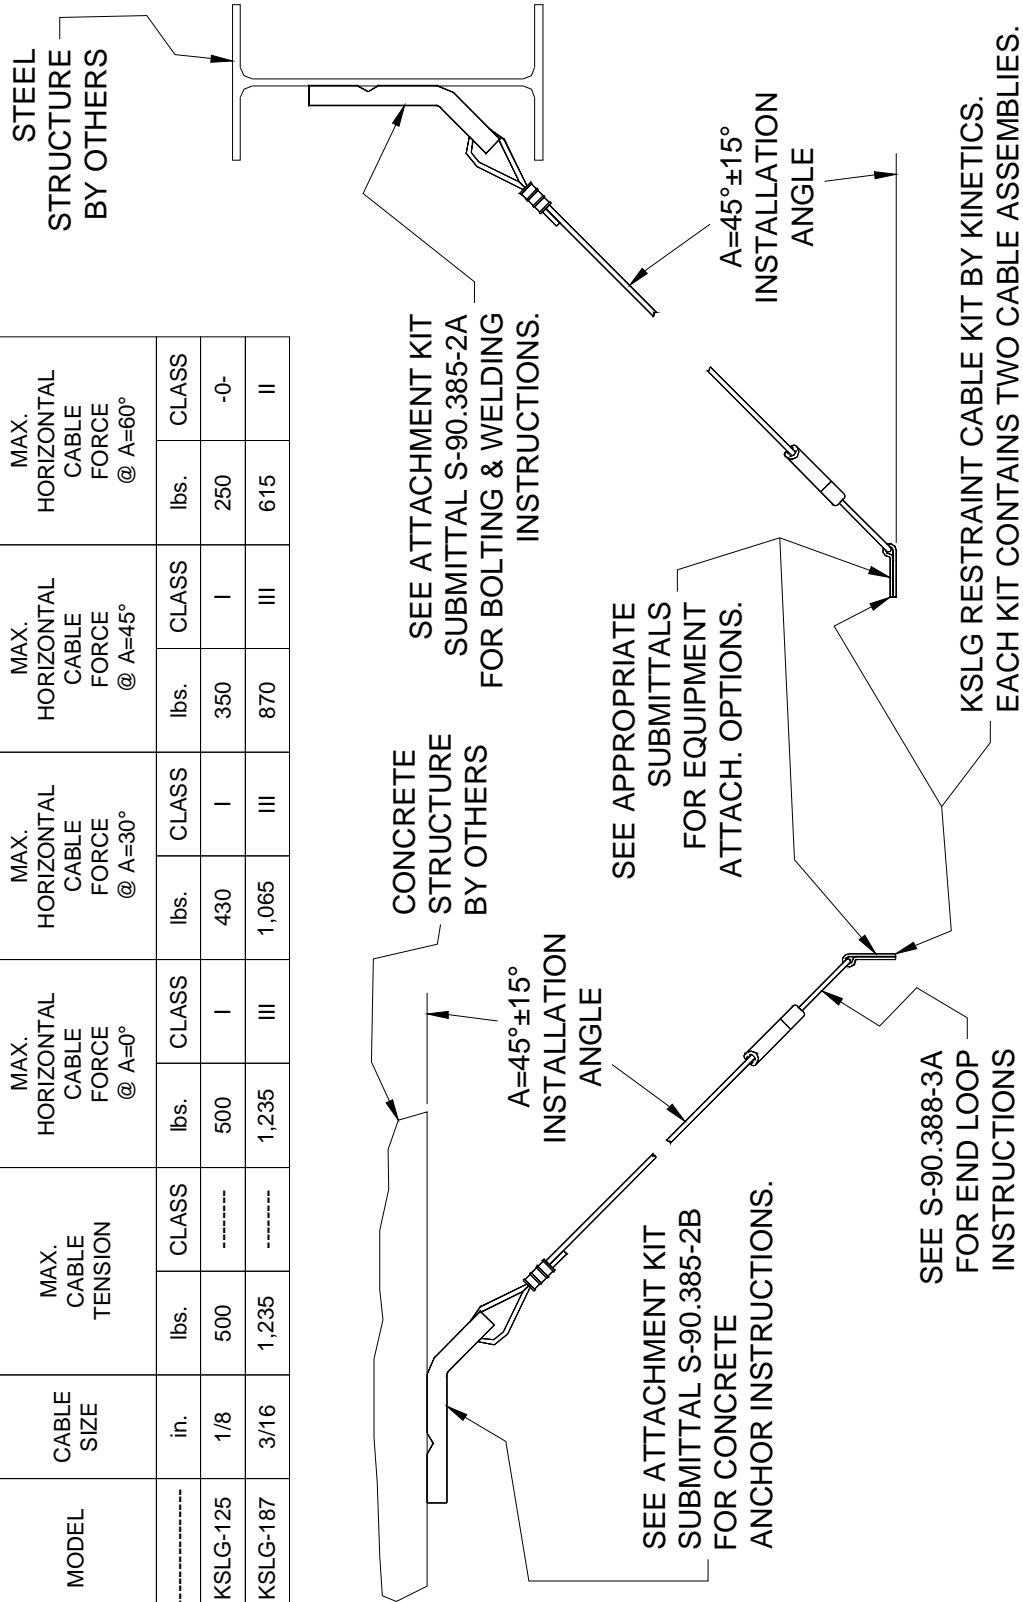 MODEL
CABLE
SIZE
MAX.
CABLE
TENSION
MAX.
HORIZONTAL
CABLE
FORCE
@ A=0°
MAX.
HORIZONTAL
CABLE
FORCE
@ A=30°
MAX.
HORIZONTAL
CABLE
FORCE
@ A=45°
MAX.
HORIZONTAL
CABLE
FORCE
@ A=60°
------------- in. lbs. CLASS lbs. CLASS lbs. CLASS lbs. CLASS lbs. CLASS
KSLG-125 1/8 500 -------- 500 I 430 I 350 I 250 -0-
KSLG-187 3/16 1,235 -------- 1,235 III 1,065 III 870 III 615 II
STEEL
STRUCTURE
BY OTHERS
CONCRETE
STRUCTURE
BY OTHERS
SEE ATTACHMENT KIT
SUBMITTAL S-90.385-2A
FOR BOLTING & WELDING
INSTRUCTIONS.
A=45°±15°
INSTALLATION
ANGLE
A=45°±15°
INSTALLATION
ANGLE
SEE APPROPRIATE
SUBMITTALS
FOR EQUIPMENT
ATTACH. OPTIONS.
SEE ATTACHMENT KIT
SUBMITTAL S-90.385-2B
FOR CONCRETE
ANCHOR INSTRUCTIONS.
SEE S-90.388-3A
FOR END LOOP
INSTRUCTIONS
KSLG RESTRAINT CABLE KIT BY KINETICS.
EACH KIT CONTAINS TWO CABLE ASSEMBLIES.